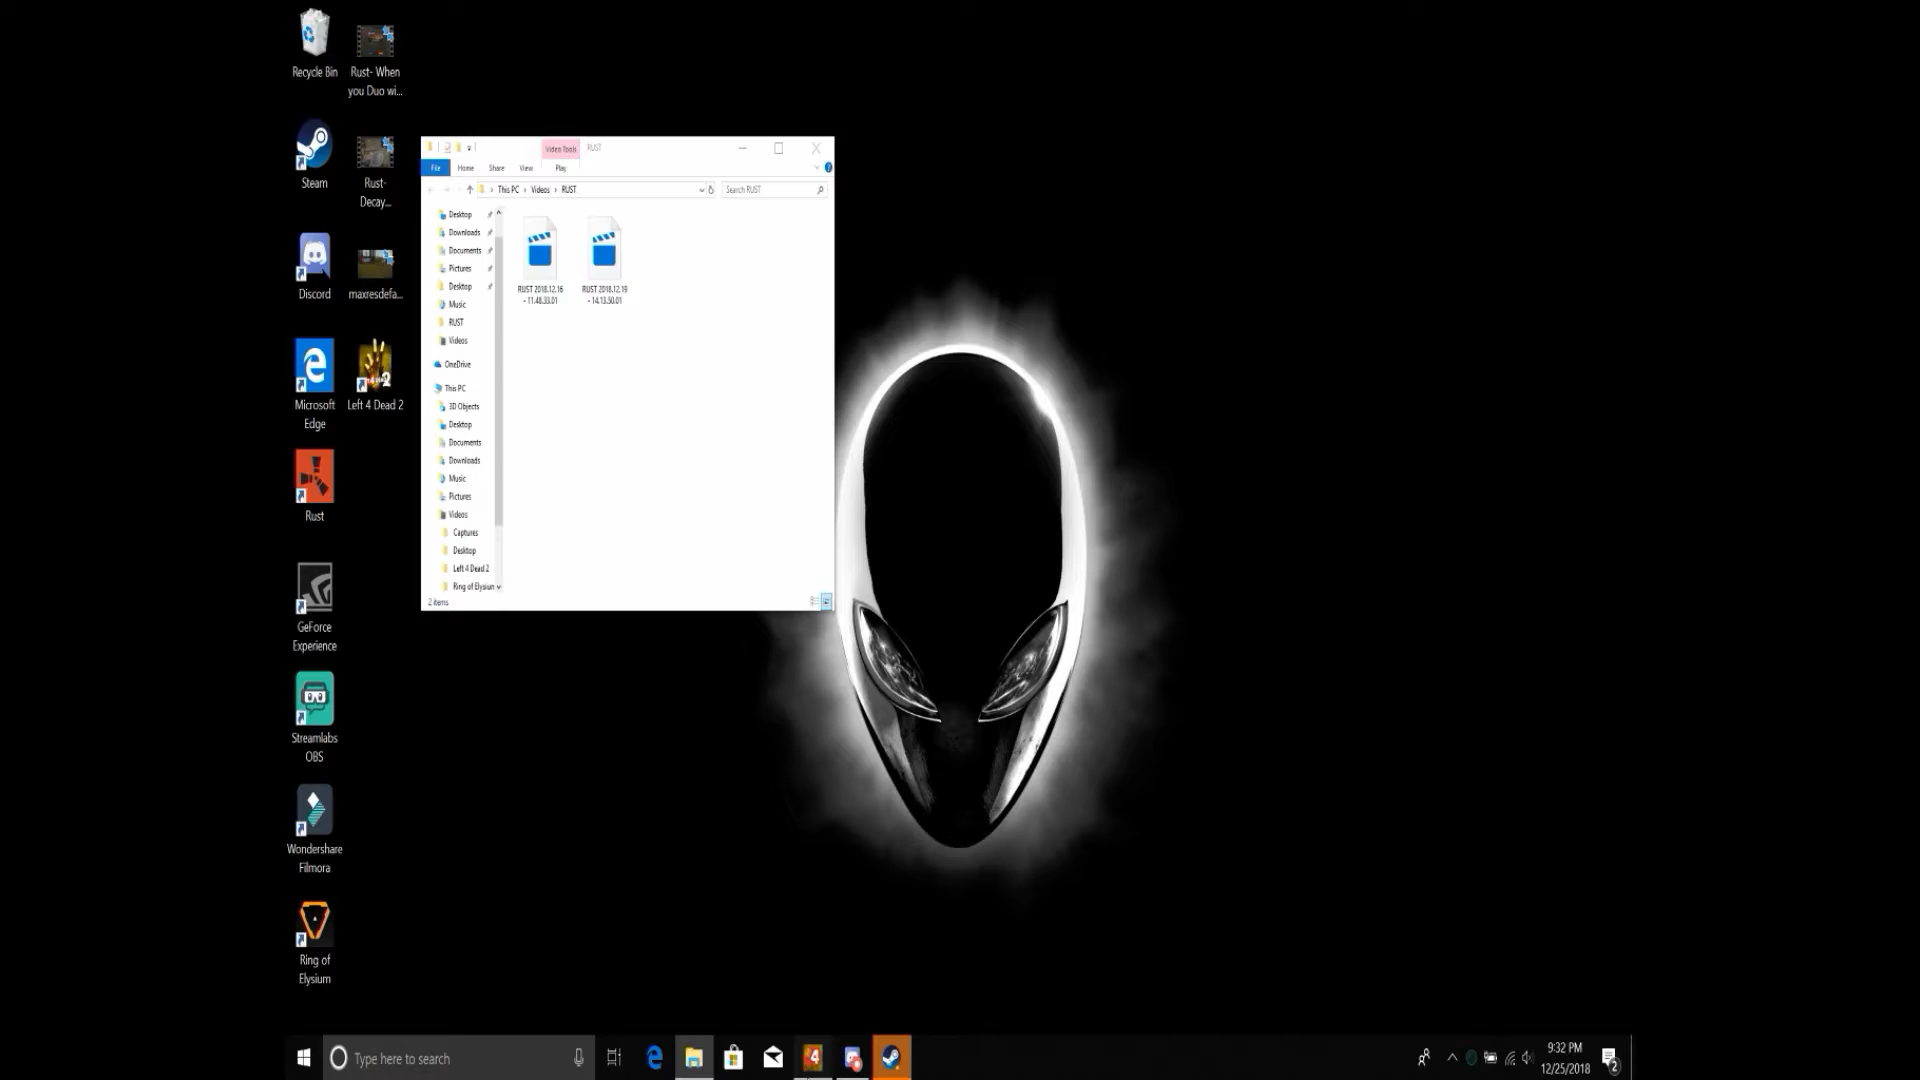 Recycle Bin
Rust- When
you Duo wi...
Steam
Rust-
Decay...
Discord
maxresdefa...
Microsoft
Edge
Left 4 Dead 2
Rust
GeForce
Experience
Streamlabs
OBS
Wondershare
Filmora
Ring of
Elysium
Video Tools
RUST
File
Home
Share
View
Play
This PC
Videos
RUST
Search RUST
Desktop
Downloads
Documents
Pictures
Desktop
Music
RUST
Videos
OneDrive
This PC
3D Objects
Desktop
Documents
Downloads
Music
Pictures
Videos
Captures
Desktop
Left 4 Dead 2
Ring of Elysium
2 items
RUST 2018.12.16
- 11.48.33.01
RUST 2018.12.19
- 14.13.50.01
Type here to search
9:32 PM
12/25/2018
2